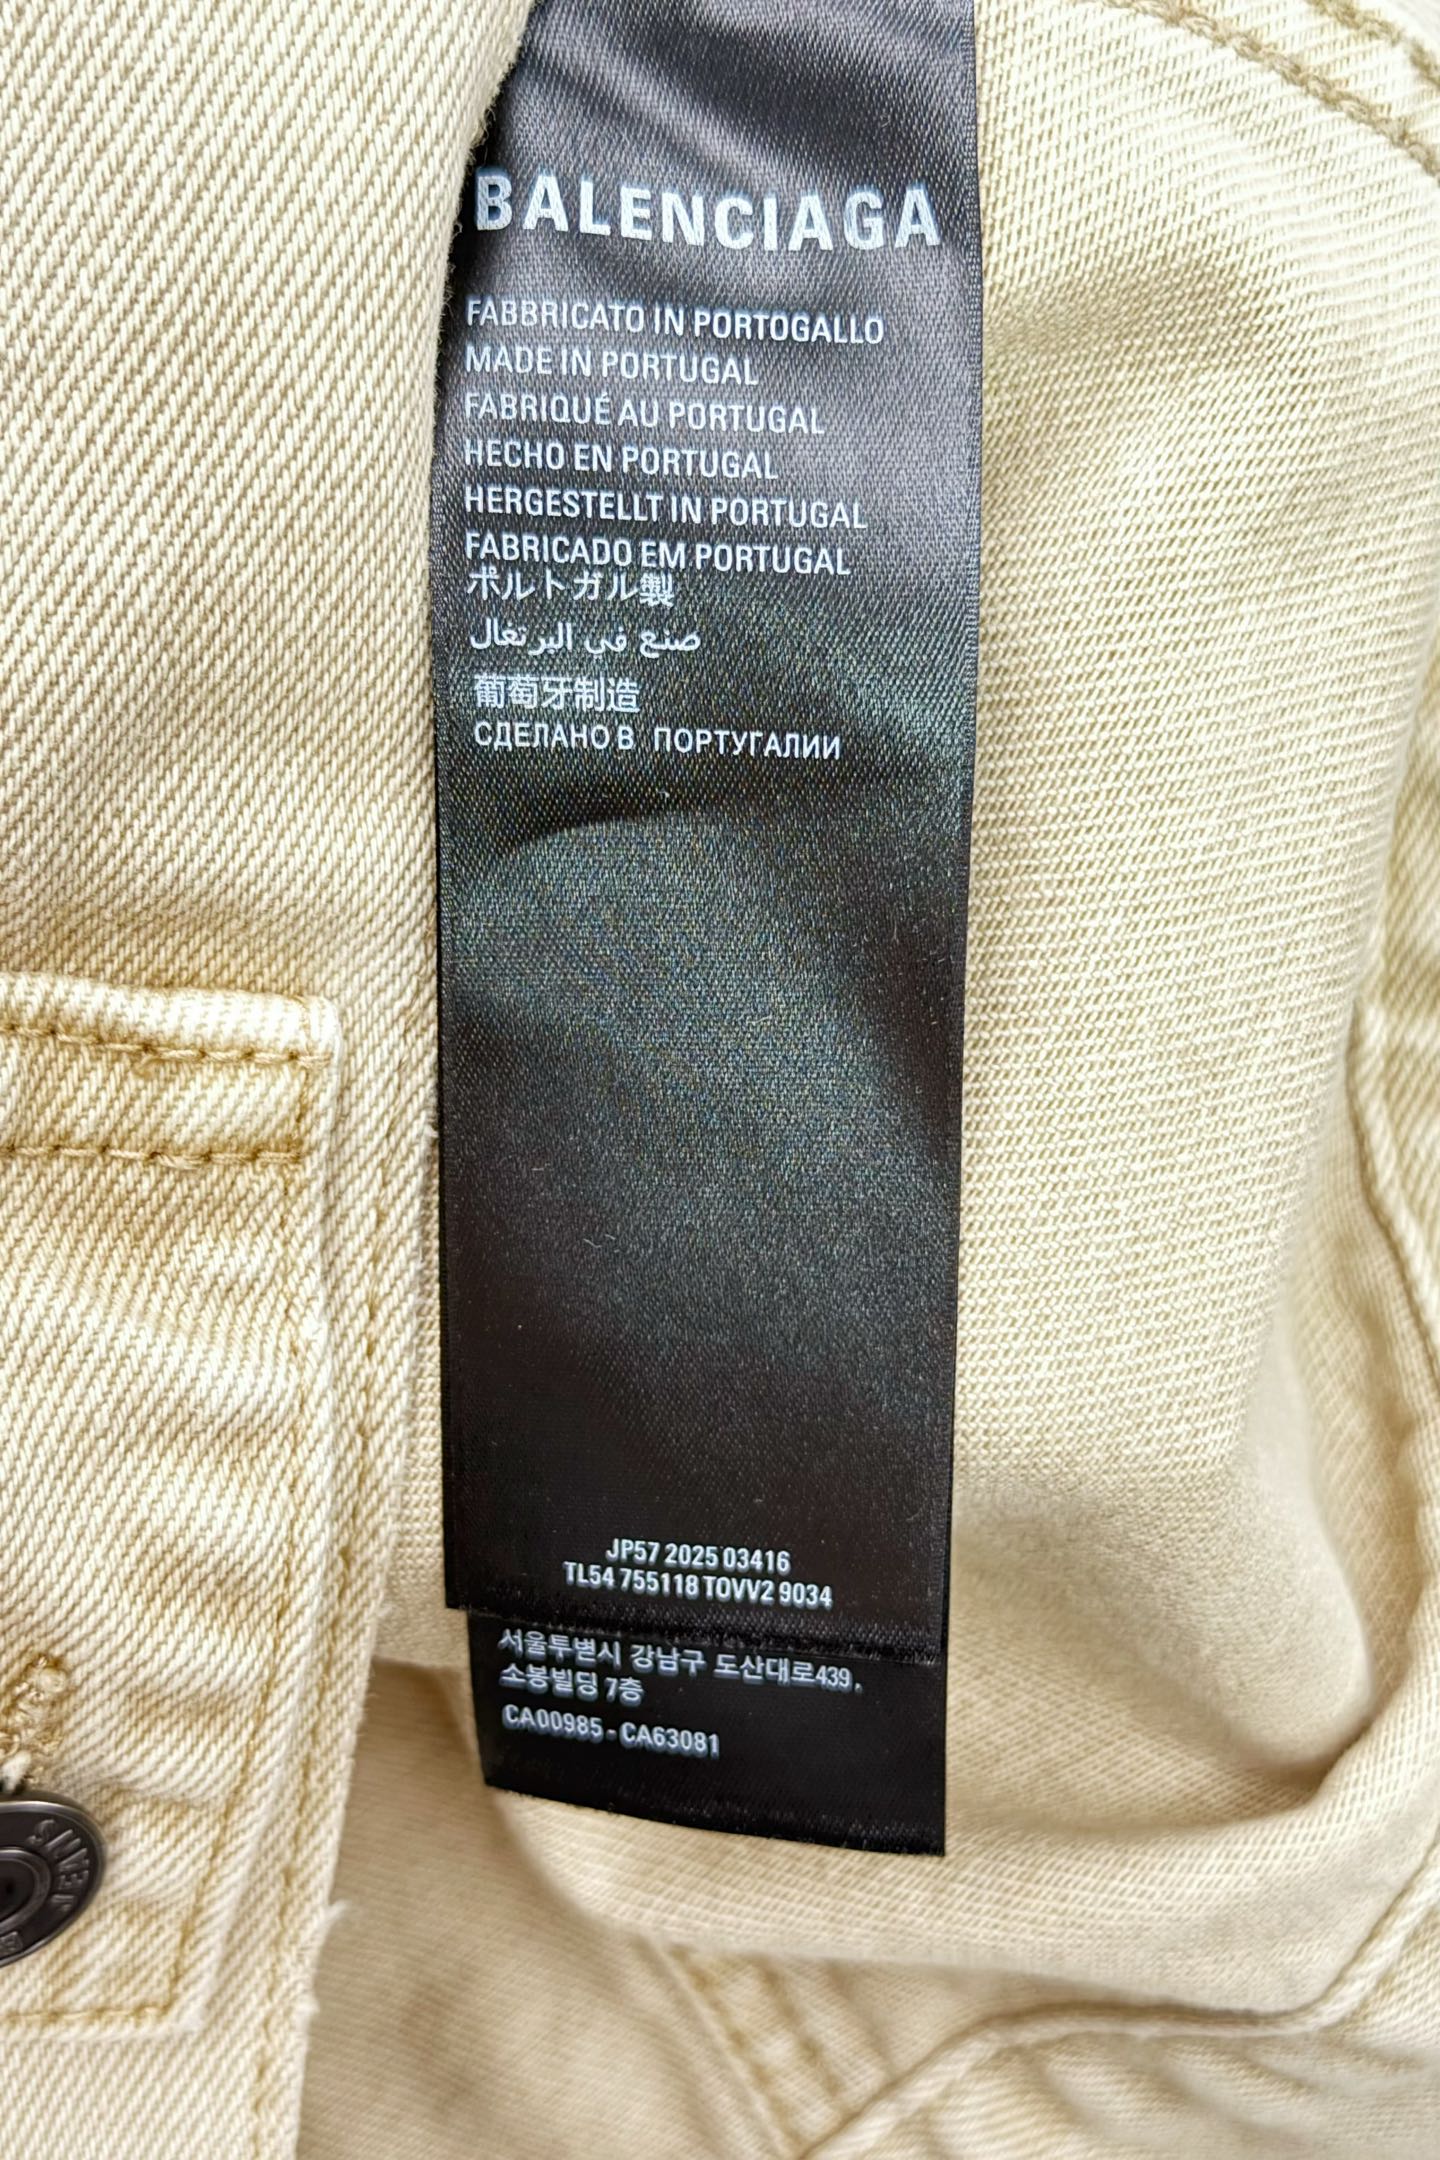 BALENCIAGA
FABBRICATO IN PORTOGALLO
MADE IN PORTUGAL
FABRIQUÉ AU PORTUGAL
HECHO EN PORTUGAL
HERGESTELLT IN PORTUGAL
FABRICADO EM PORTUGAL
ポルトガル製
صنع في البرتغال
葡萄牙制造
СДЕЛАНО В ПОРТУГАЛИИ
JP57 2025 03416
TL54 755118 TOVV2 9034
서울특별시 강남구 도산대로439,
소봉빌딩 7층
CA00985 - CA63081